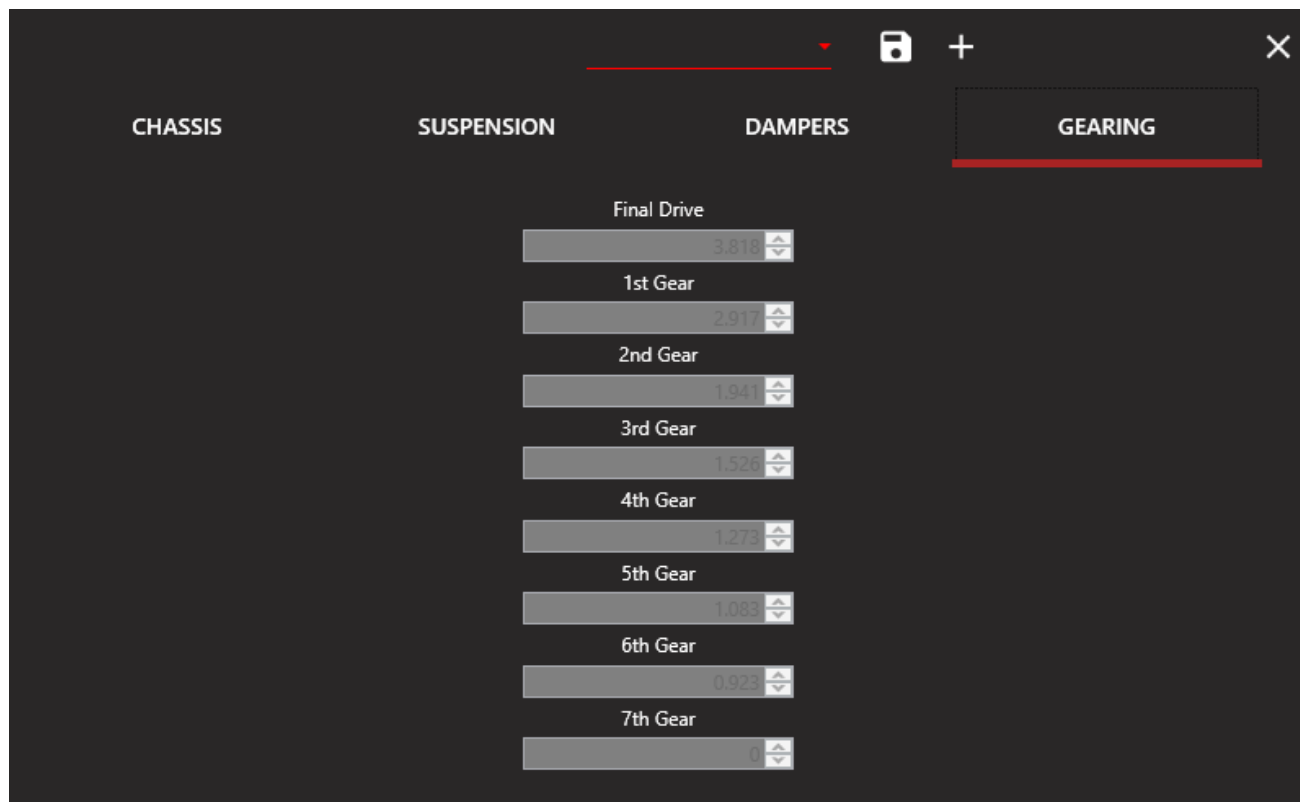 CHASSIS SUSPENSION DAMPERS GEARING
Final Drive
3.818
1st Gear
2.917
2nd Gear
1.941
3rd Gear
1.526
4th Gear
1.273
5th Gear
1.083
6th Gear
0.923
7th Gear
0